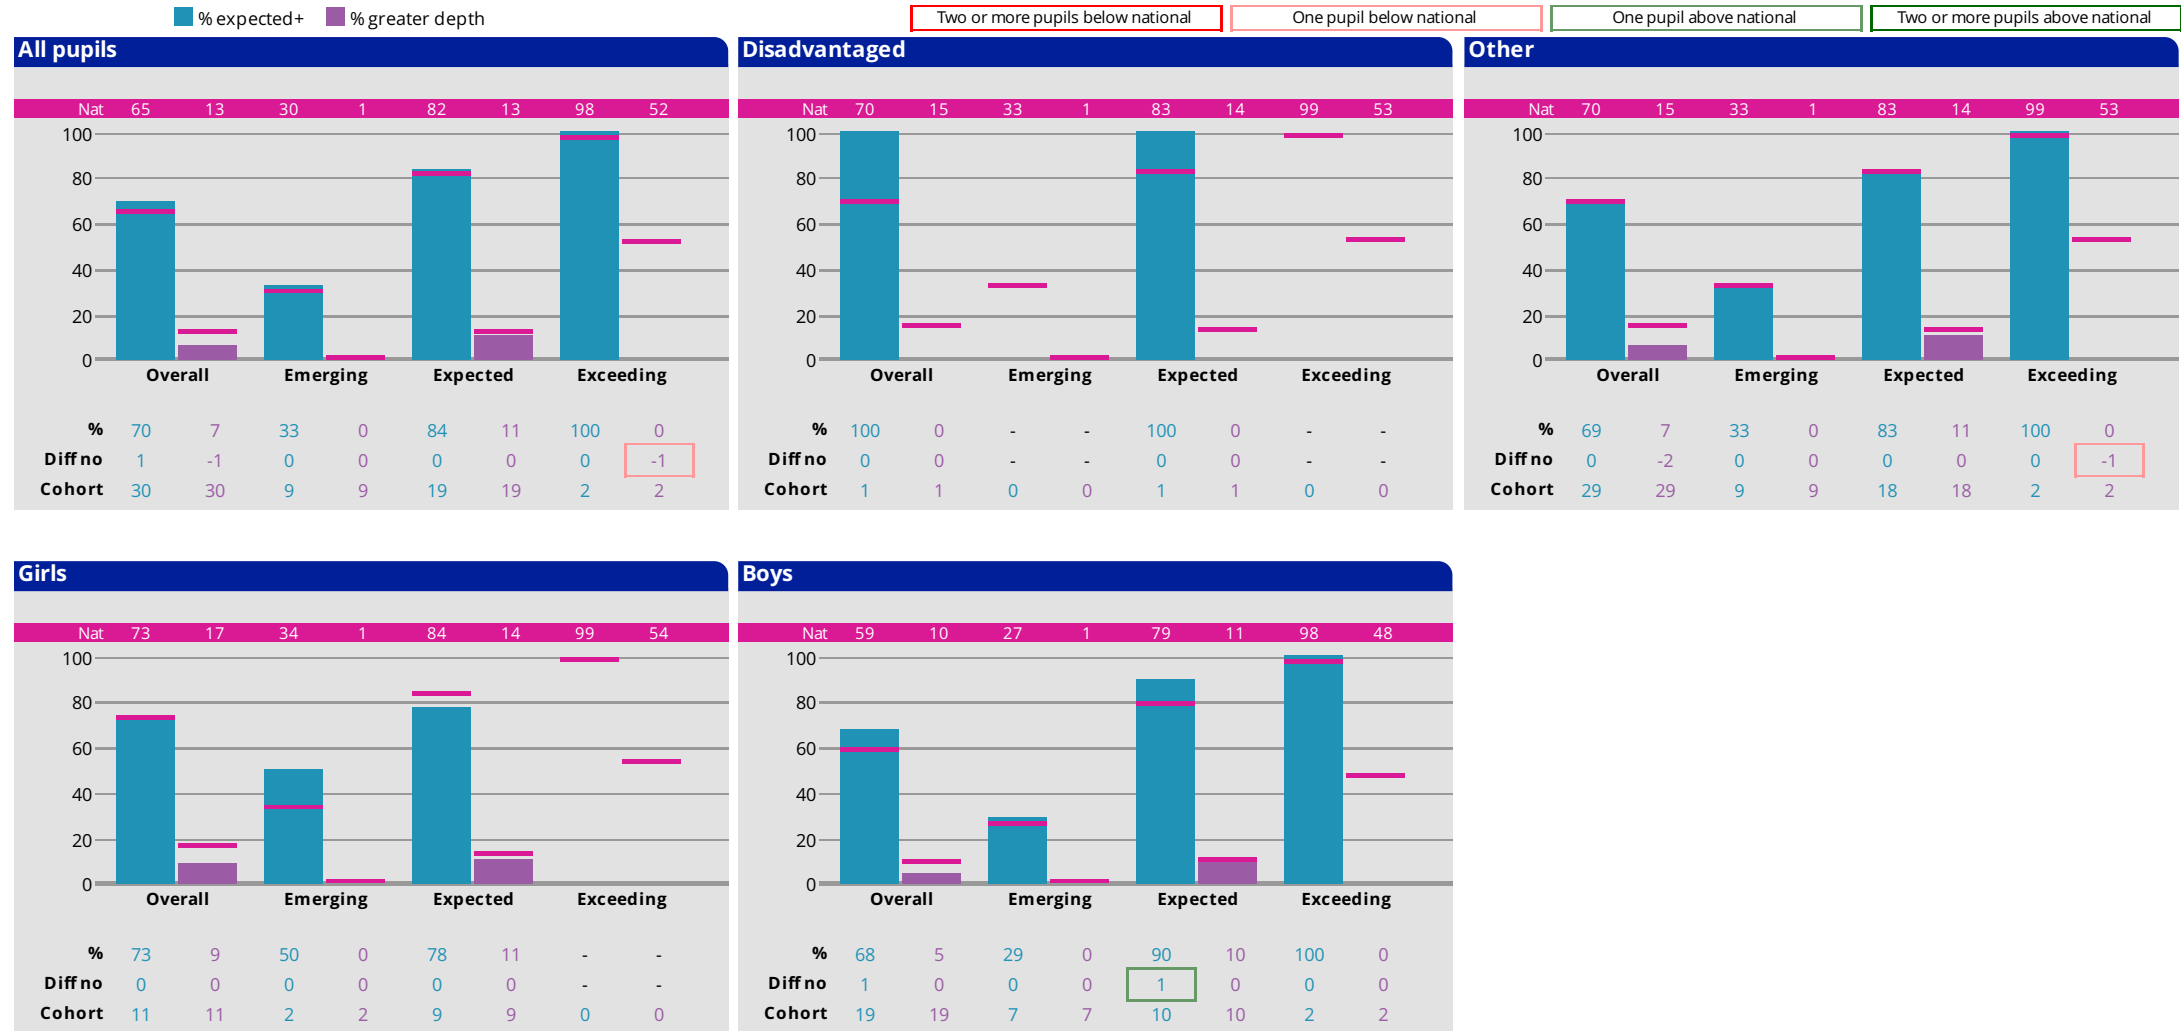 % expected+ % greater depth Two or more pupils below national One pupil below national One pupil above national Two or more pupils above national
All pupils
Nat 65 13 30 1 82 13 98 52
100
80
60
40
20
0
Overall Emerging Expected Exceeding
% 70 7 33 0 84 11 100 0
Diff no 1 -1 0 0 0 0 0 -1
Cohort 30 30 9 9 19 19 2 2
Disadvantaged
Nat 70 15 33 1 83 14 99 53
100
80
60
40
20
0
Overall Emerging Expected Exceeding
% 100 0 - - 100 0 - -
Diff no 0 0 - - 0 0 - -
Cohort 1 1 0 0 1 1 0 0
Other
Nat 70 15 33 1 83 14 99 53
100
80
60
40
20
0
Overall Emerging Expected Exceeding
% 69 7 33 0 83 11 100 0
Diff no 0 -2 0 0 0 0 0 -1
Cohort 29 29 9 9 18 18 2 2
Girls
Nat 73 17 34 1 84 14 99 54
100
80
60
40
20
0
Overall Emerging Expected Exceeding
% 73 9 50 0 78 11 - -
Diff no 0 0 0 0 0 0 - -
Cohort 11 11 2 2 9 9 0 0
Boys
Nat 59 10 27 1 79 11 98 48
100
80
60
40
20
0
Overall Emerging Expected Exceeding
% 68 5 29 0 90 10 100 0
Diff no 1 0 0 0 1 0 0 0
Cohort 19 19 7 7 10 10 2 2